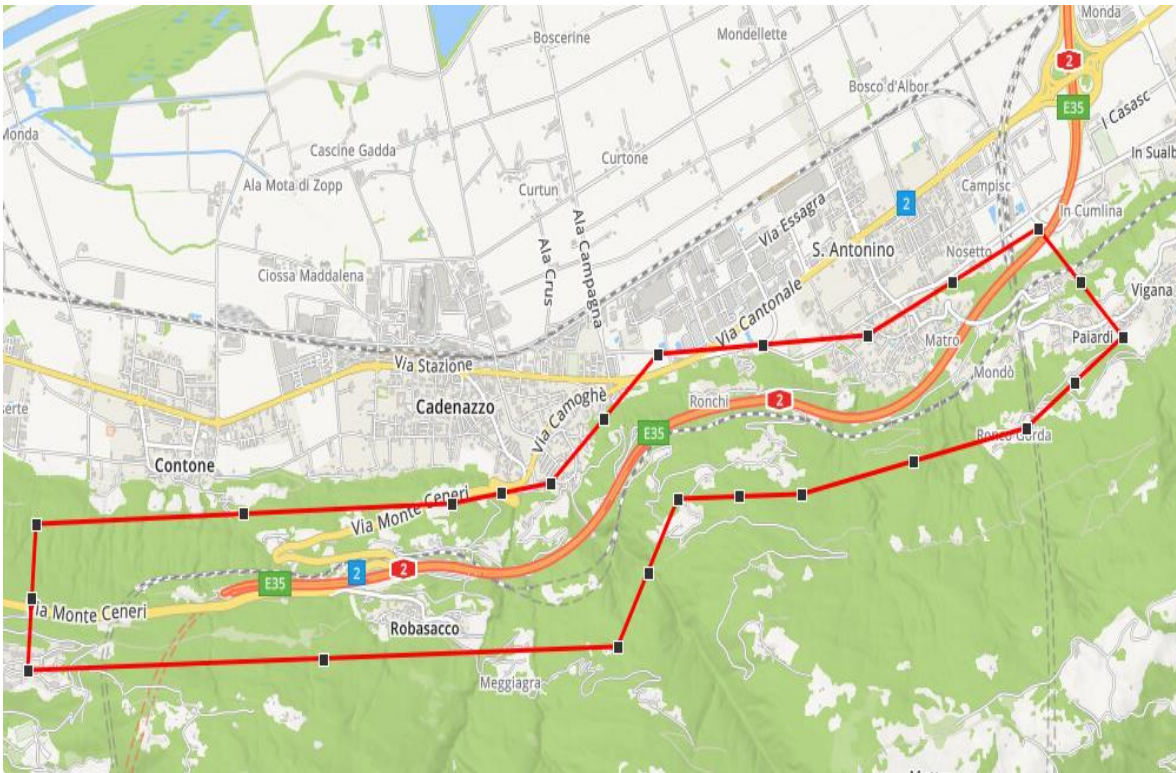 Monda
2
Boscerine
Mondellette
Bosco d'Albor
E35
I Casasc
Monda
Cascine Gadda
Curtone
In Sualb
Ala Mota di Zopp
Curtun
Campisc
Via Essagra
2
In Cumlina
S. Antonino
Nosetto
Ala Campagna
Ala Crus
Ciossa Maddalena
Vigana
Via Cantonale
Matro
Paiardi
Via Stazione
Mondò
Cadenazzo
Via Camoghè
Ronchi
2
E35
Ronco Gorda
Contone
Via Monte Ceneri
E35
2
2
Via Monte Ceneri
Robasacco
Meggiagra